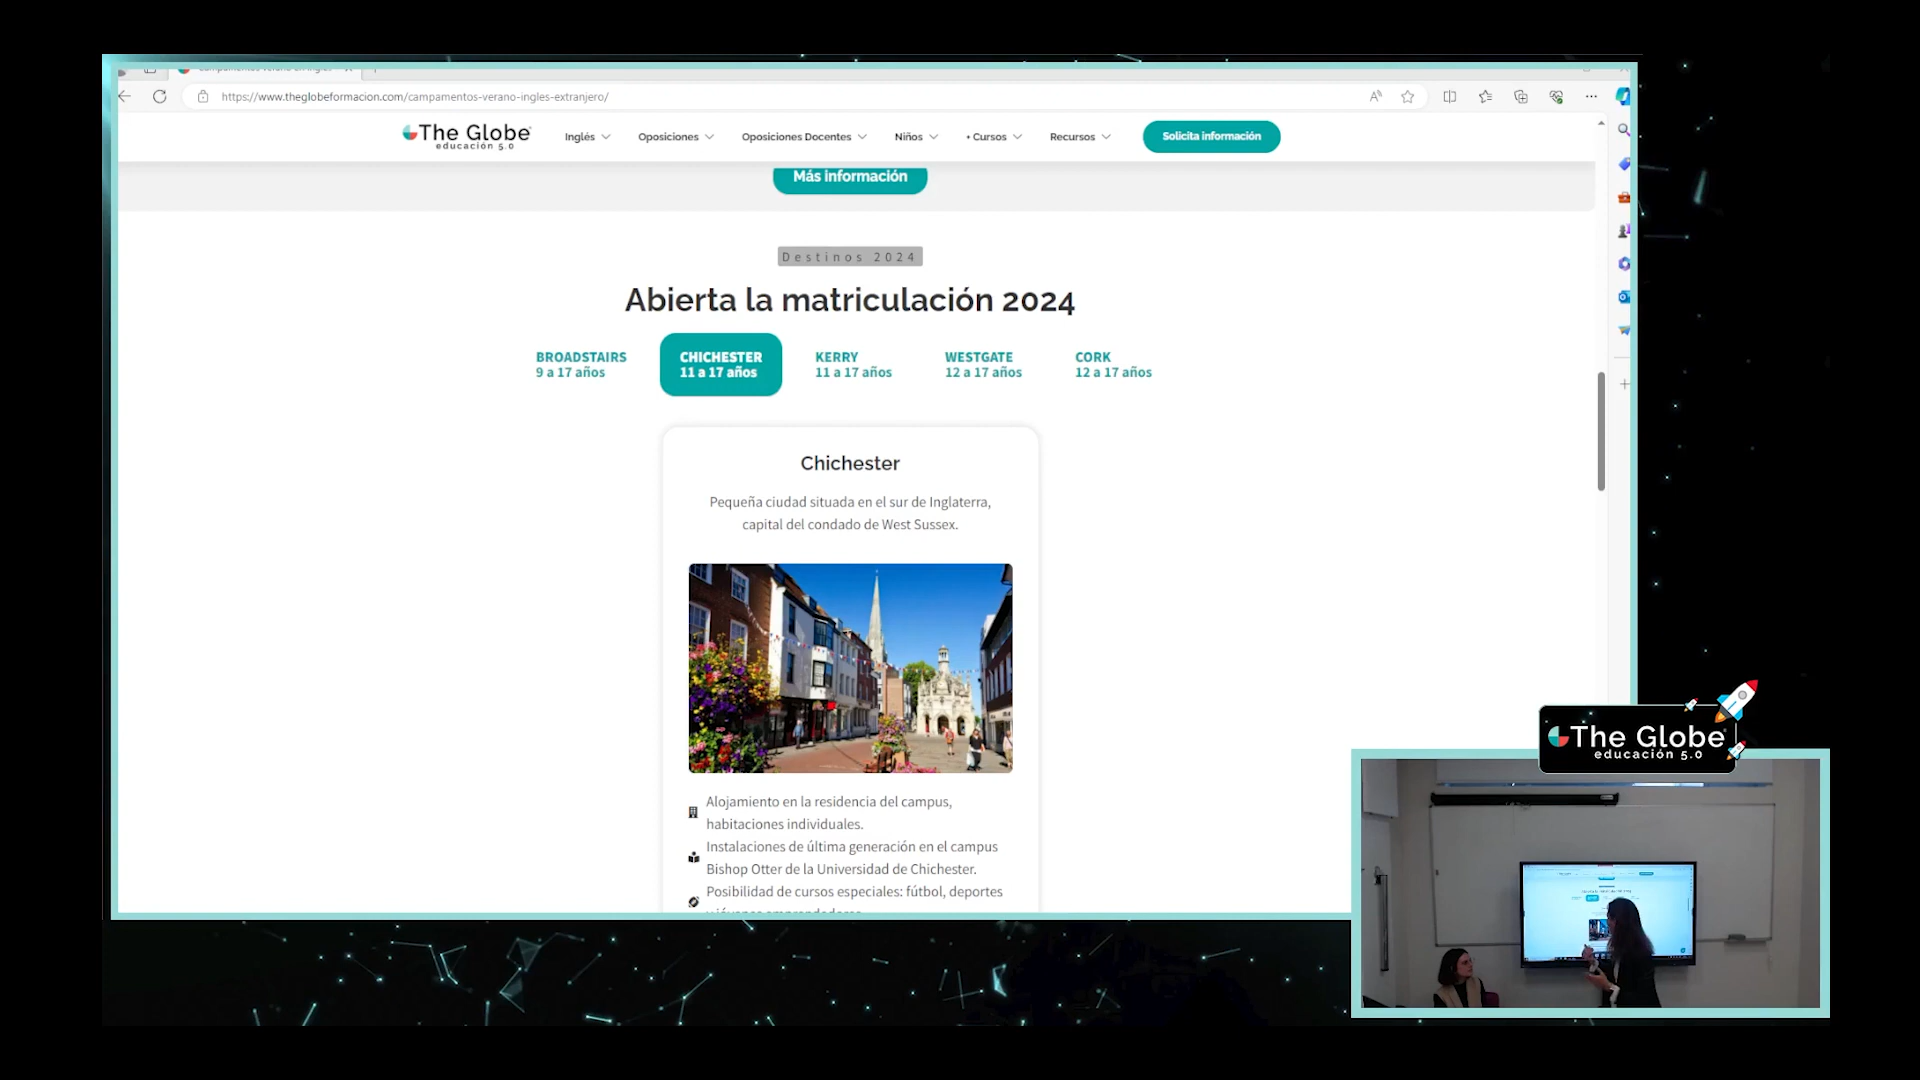 https://www.theglobeformacion.com/campamentos-verano-ingles-extranjero/
The Globe
educación 5.0
Inglés
Oposiciones
Oposiciones Docentes
Niños
+ Cursos
Recursos
Solicita información
Más información
Destinos 2024
Abierta la matriculación 2024
BROADSTAIRS
9 a 17 años
CHICHESTER
11 a 17 años
KERRY
11 a 17 años
WESTGATE
12 a 17 años
CORK
12 a 17 años
Chichester
Pequeña ciudad situada en el sur de Inglaterra,
capital del condado de West Sussex.
Alojamiento en la residencia del campus,
habitaciones individuales.
Instalaciones de última generación en el campus
Bishop Otter de la Universidad de Chichester.
Posibilidad de cursos especiales: fútbol, deportes
The Globe
educación 5.0